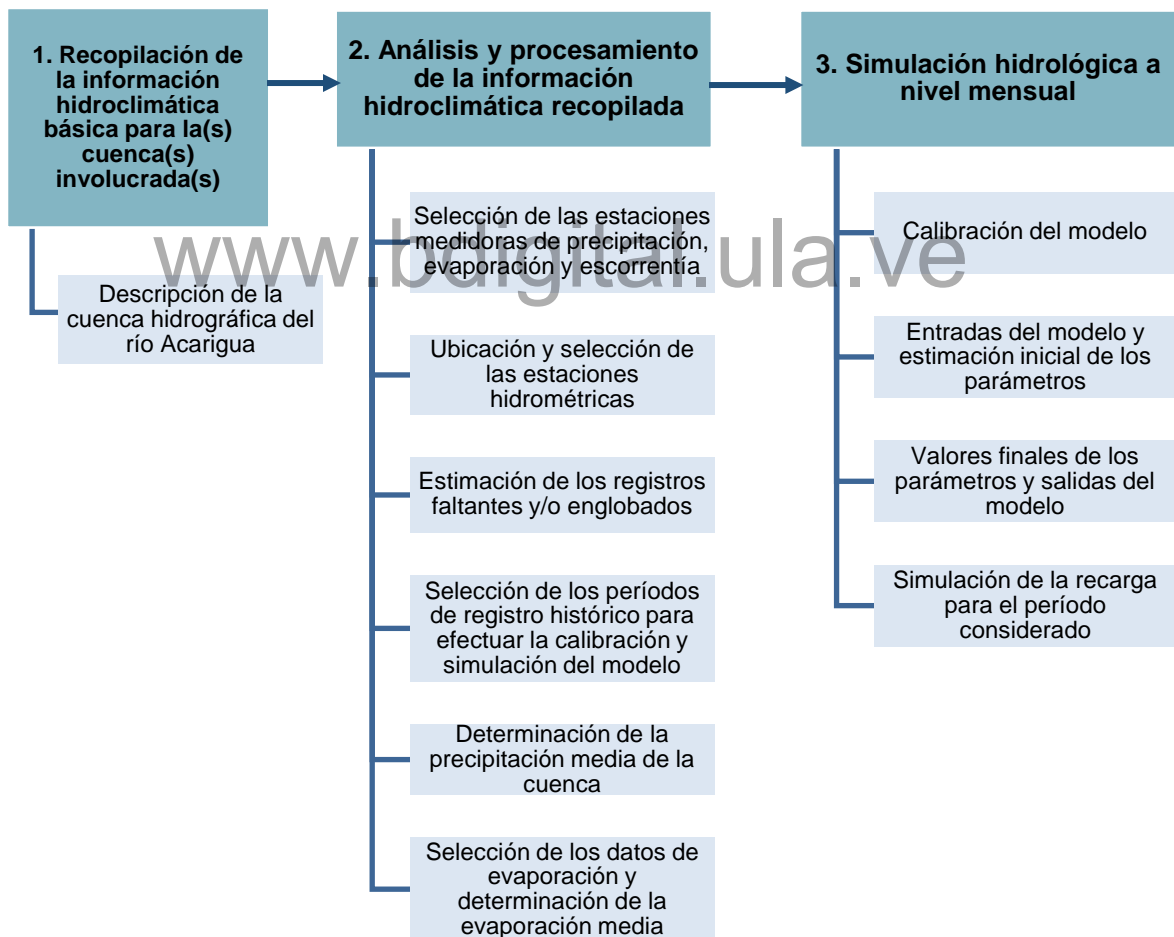 1. Recopilación de
la información
hidroclimática
básica para la(s)
cuenca(s)
involucrada(s)
Descripción de la
cuenca hidrográfica del
río Acarigua
2. Análisis y procesamiento
de la información
hidroclimática recopilada
Selección de las estaciones
medidoras de precipitación,
evaporación y escorrentía
Ubicación y selección de
las estaciones
hidrométricas
Estimación de los registros
faltantes y/o englobados
Selección de los períodos
de registro histórico para
efectuar la calibración y
simulación del modelo
Determinación de la
precipitación media de la
cuenca
Selección de los datos de
evaporación y
determinación de la
evaporación media
3. Simulación hidrológica a
nivel mensual
Calibración del modelo
Entradas del modelo y
estimación inicial de los
parámetros
Valores finales de los
parámetros y salidas del
modelo
Simulación de la recarga
para el período
considerado
www.bdigital.ula.ve